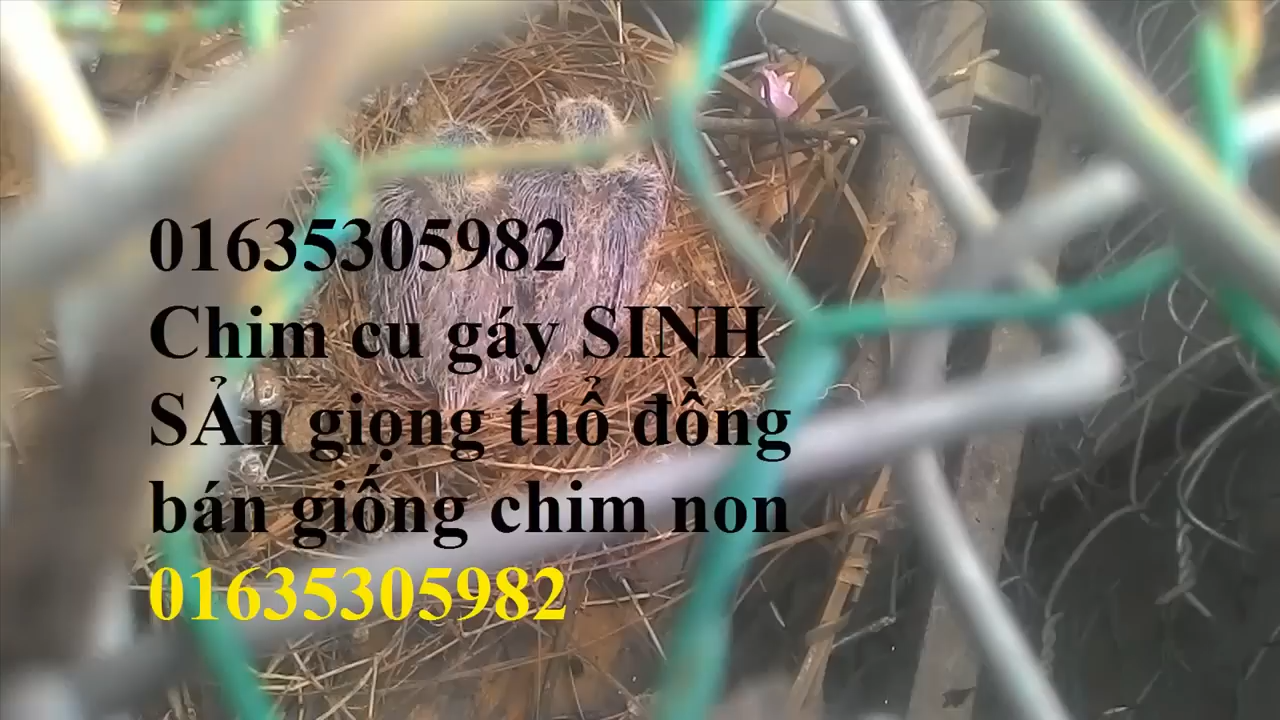 01635305982
Chim cu gáy SINH
SẢn giọng thổ đồng
bán giống chim non
01635305982